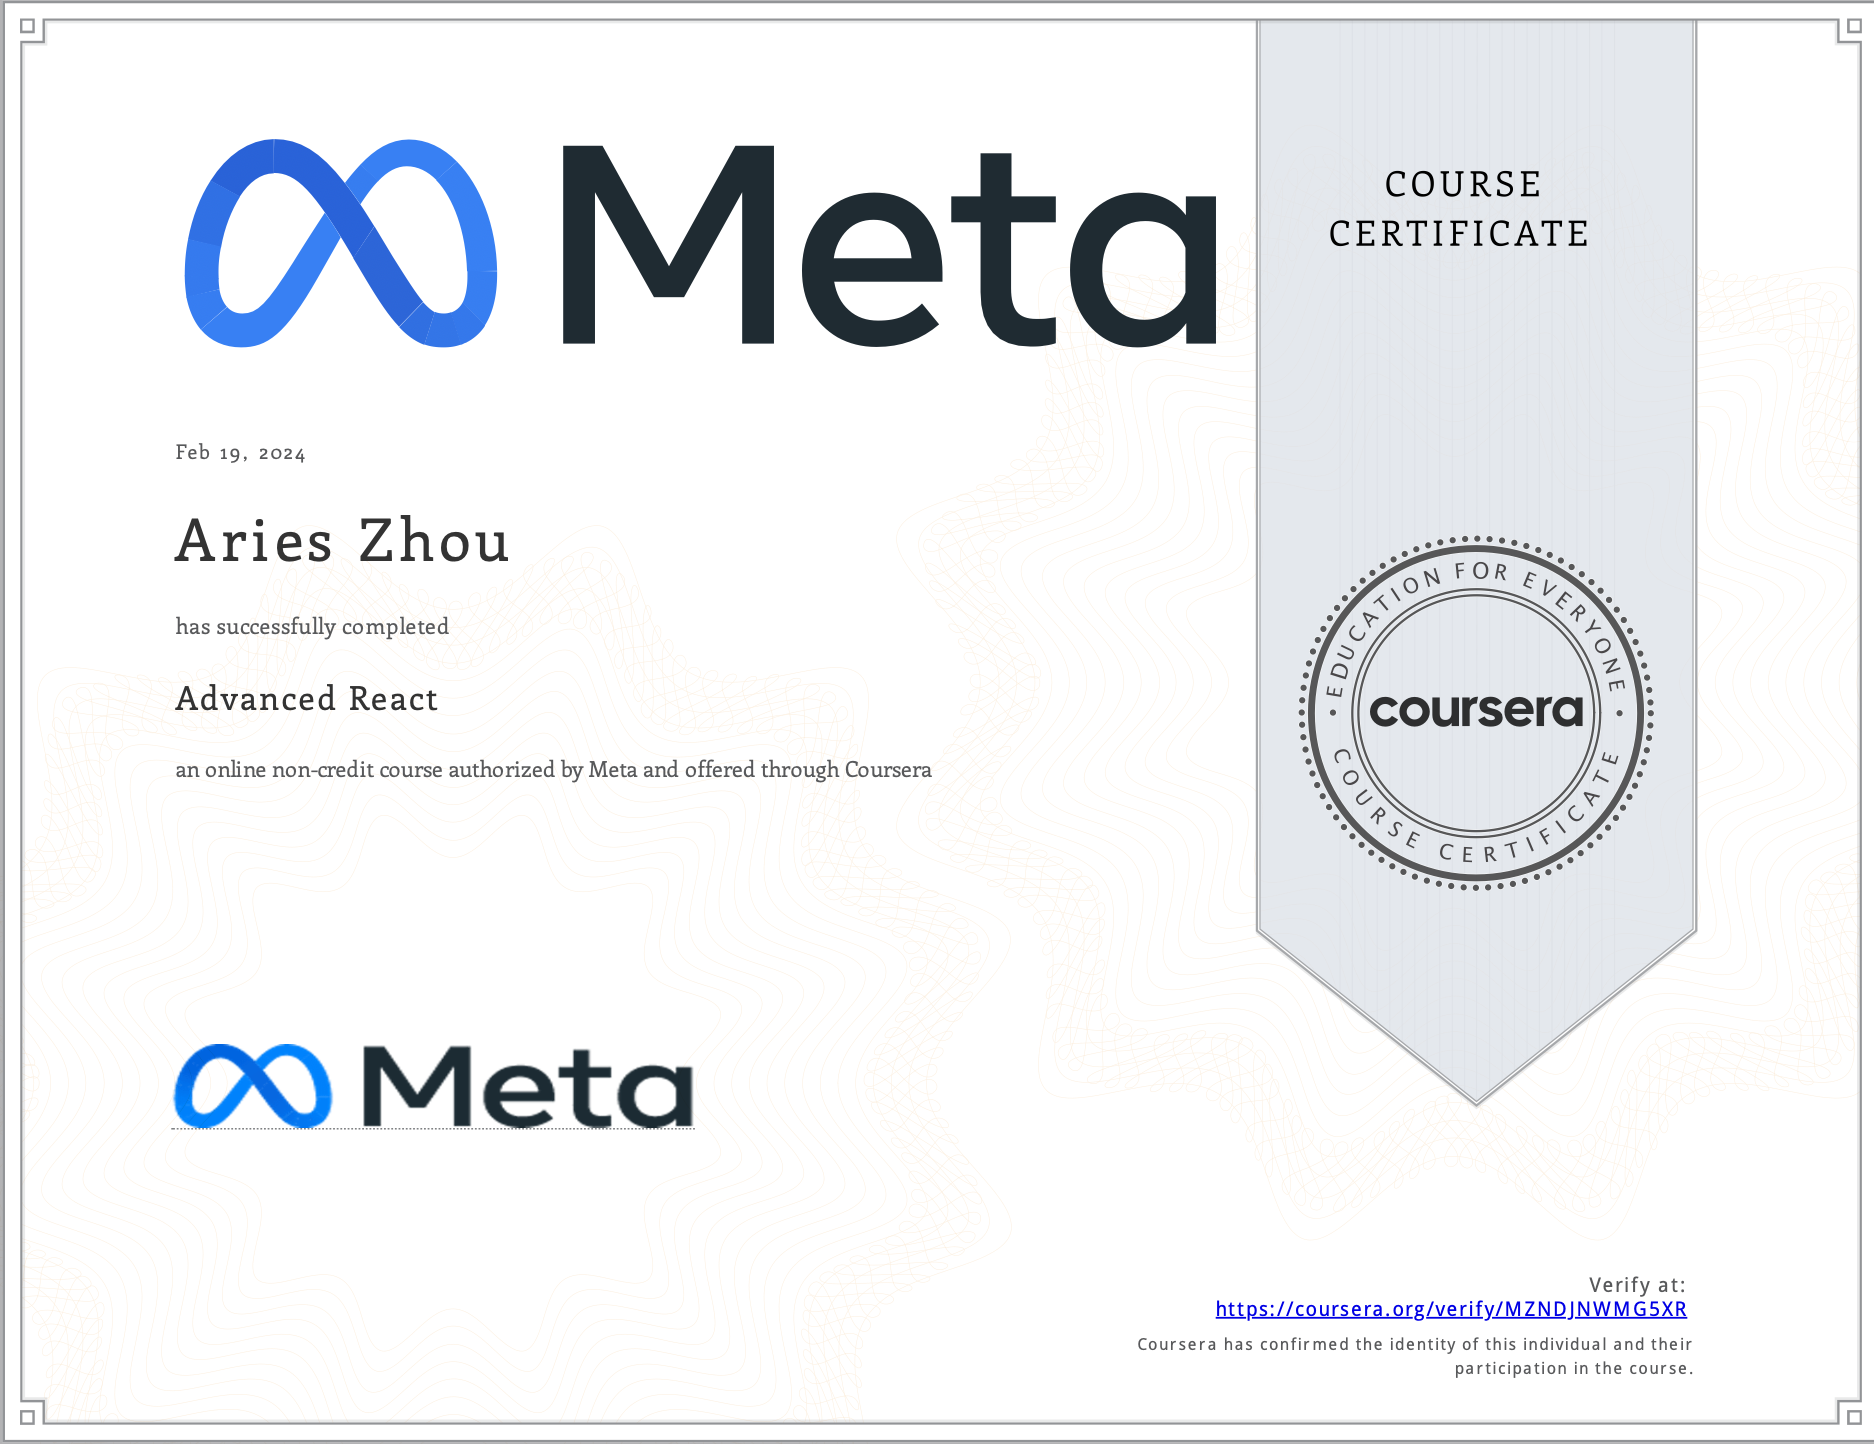 Meta
COURSE
CERTIFICATE
Feb 19, 2024
Aries Zhou
has successfully completed
Advanced React
an online non-credit course authorized by Meta and offered through Coursera
EDUCATION FOR EVERYONE
coursera
COURSE CERTIFICATE
Meta
Verify at:
https://coursera.org/verify/MZNDJNWMG5XR
Coursera has confirmed the identity of this individual and their
participation in the course.